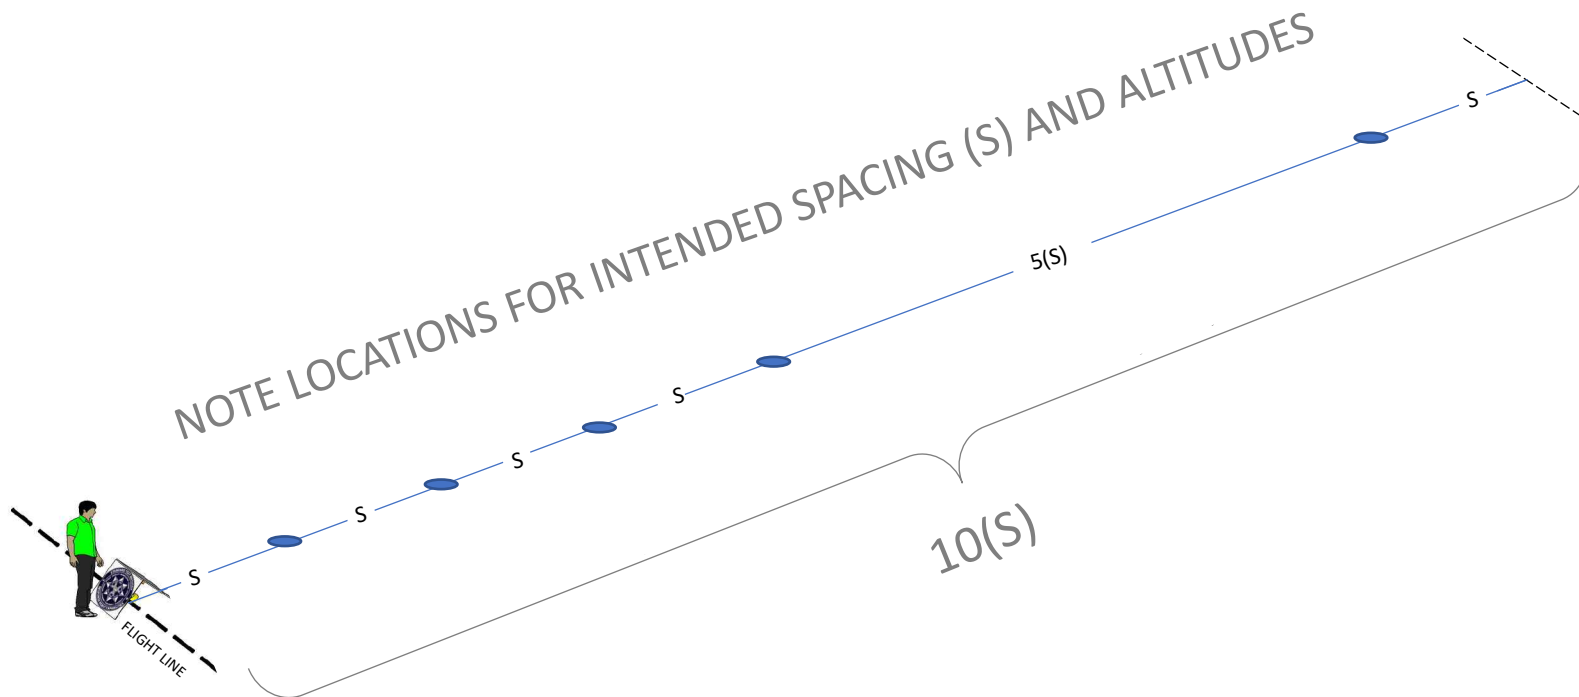 NOTE LOCATIONS FOR INTENDED SPACING (S) AND ALTITUDES
S
5(S)
S
S
S
S
10(S)
FLIGHT LINE